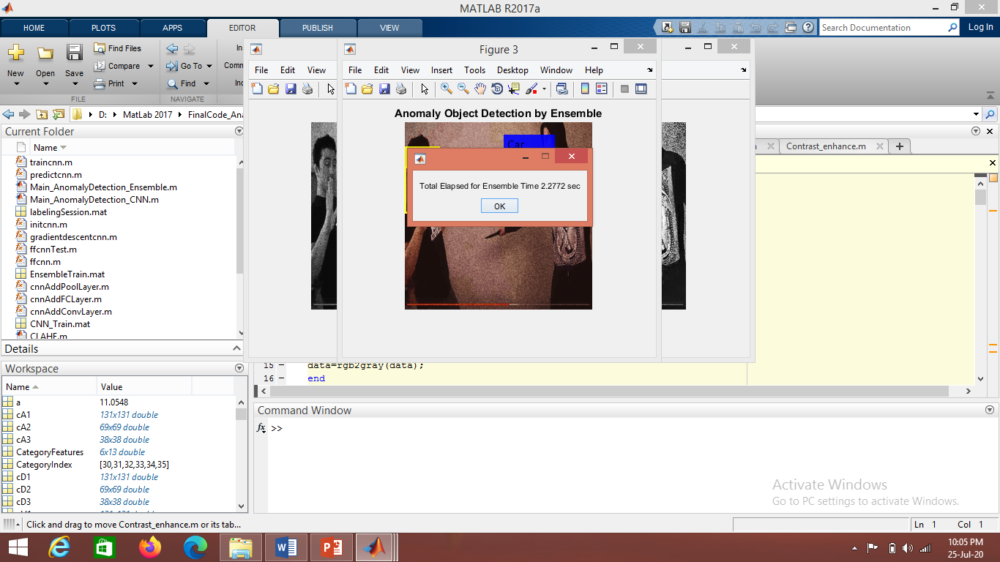 MATLAB R2017a
HOME PLOTS APPS EDITOR PUBLISH VIEW
Search Documentation
Log In
New
Open
Save
Find Files
Compare
Print
FILE
Go To
Find
NAVIGATE
D: MatLab 2017 FinalCode_An
Current Folder
Name
traincnn.m
predictcnn.m
Main_AnomalyDetection_Ensemble.m
Main_AnomalyDetection_CNN.m
labelingSession.mat
initcnn.m
gradientdescentcnn.m
ffcnnTest.m
ffcnn.m
EnsembleTrain.mat
cnnAddPoolLayer.m
cnnAddFCLayer.m
cnnAddConvLayer.m
CNN_Train.mat
CLAHE.m
Details
Workspace
Name Value
a 11.0548
cA1 131x131 double
cA2 69x69 double
cA3 38x38 double
CategoryFeatures 6x13 double
CategoryIndex [30,31,32,33,34,35]
cD1 131x131 double
cD2 69x69 double
cD3 38x38 double
File Edit View
Figure 3
File Edit View Insert Tools Desktop Window Help
Anomaly Object Detection by Ensemble
Car
Total Elapsed for Ensemble Time 2.2772 sec
OK
Contrast_enhance.m
15 data=rgb2gray(data);
16 end
Command Window
fx >>
Activate Windows
Go to PC settings to activate Windows.
Click and drag to move Contrast_enhance.m or its tab...
Ln 1 Col 1
10:05 PM
25-Jul-20